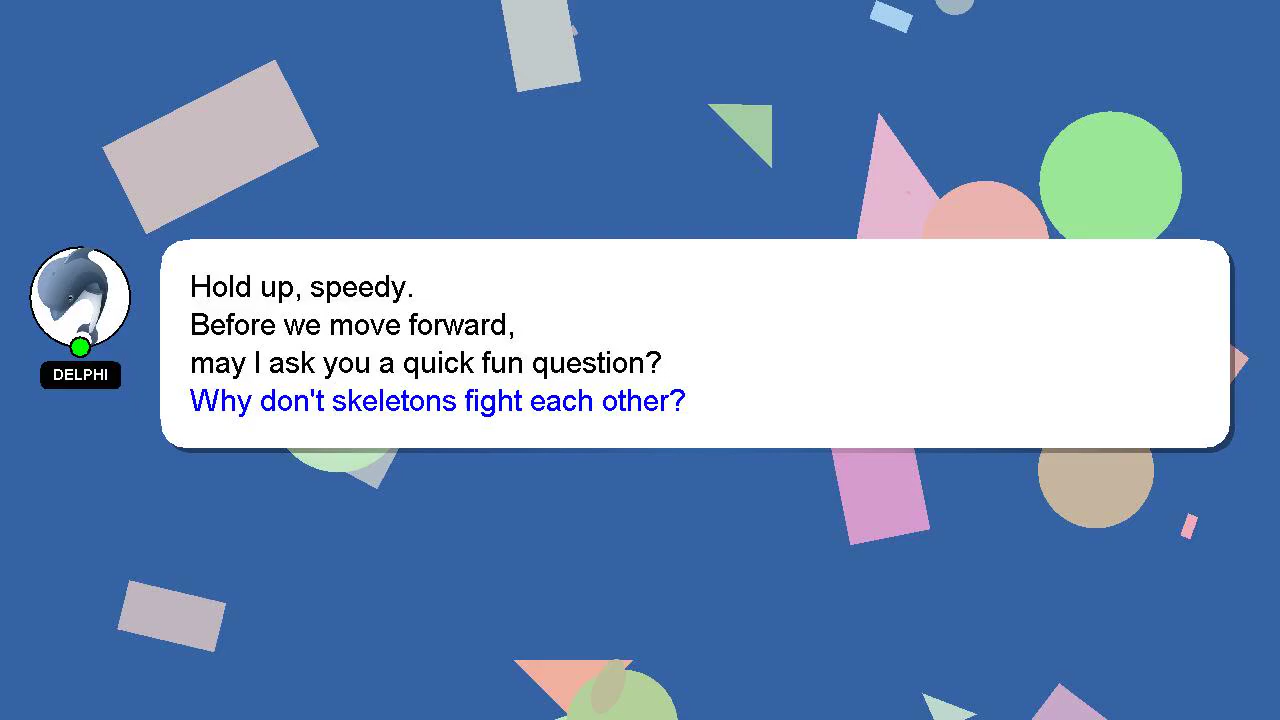 Hold up, speedy.
Before we move forward,
may I ask you a quick fun question?
Why don't skeletons fight each other?
DELPHI